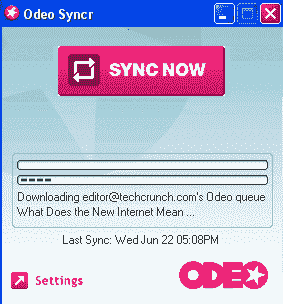 Odeo Syncr
SYNC NOW
Downloading editor@techcrunch.com's Odeo queue
What Does the New Internet Mean ...
Last Sync: Wed Jun 22 05:08PM
Settings
ODEO